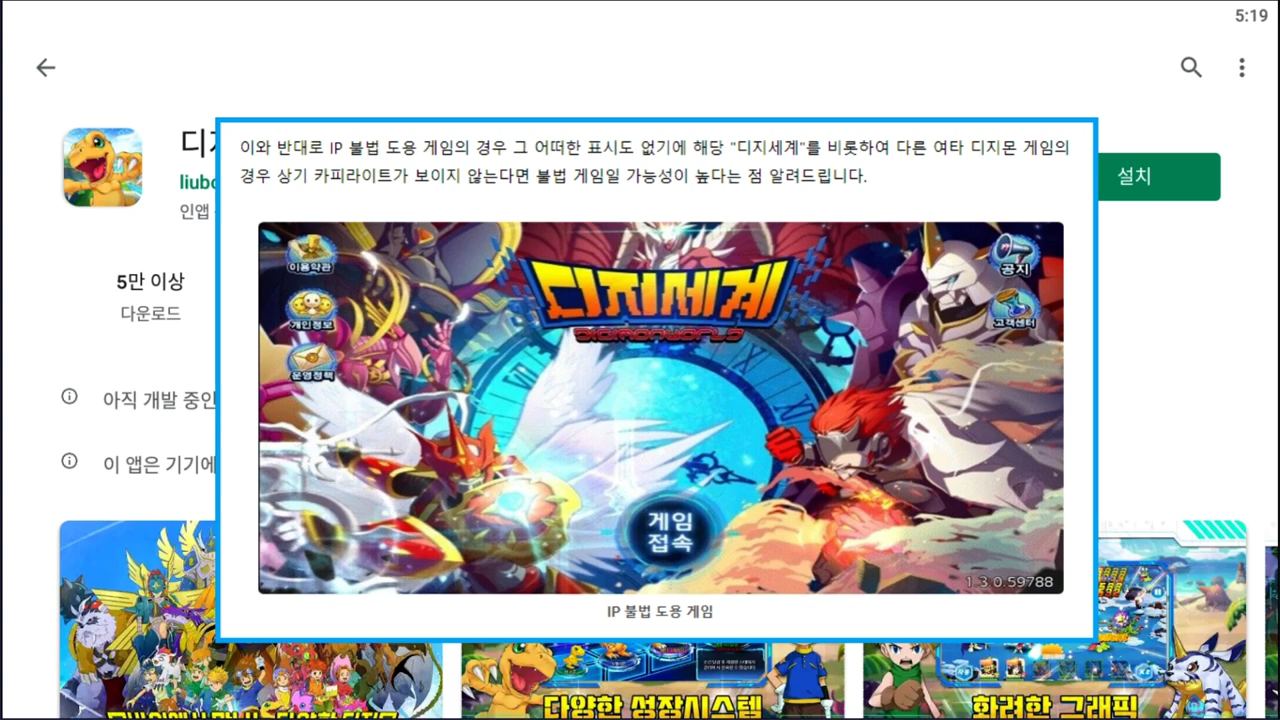 5:19
디지
liubo
인앱
설치
5만 이상
다운로드
아직 개발 중인
이 앱은 기기에
이와 반대로 IP 불법 도용 게임의 경우 그 어떠한 표시도 없기에 해당 "디지세계"를 비롯하여 다른 여타 디지몬 게임의
경우 상기 카피라이트가 보이지 않는다면 불법 게임일 가능성이 높다는 점 알려드립니다.
이용약관
개인정보
운영정책
디지세계
DIGIMONWORLD
공지
고객센터
게임
접속
1.3.0.59788
IP 불법 도용 게임
다양한 성장시스템
화려한 그래픽